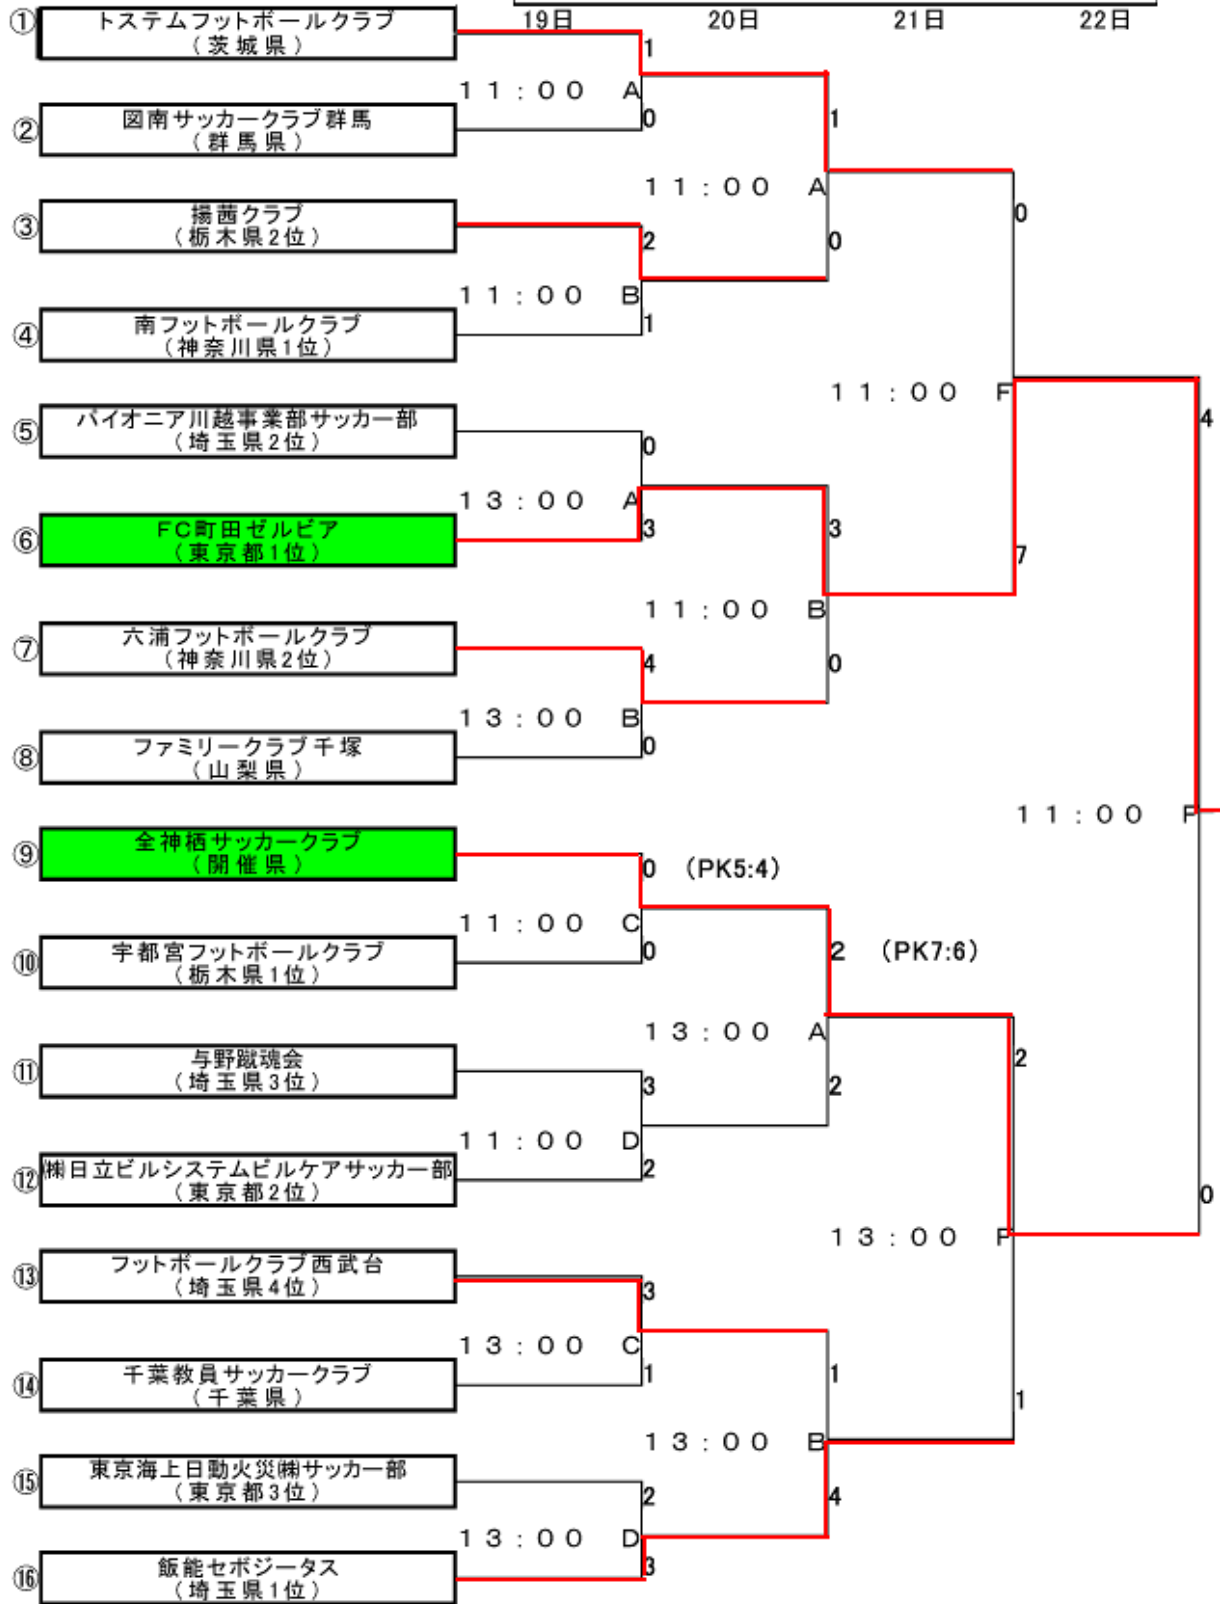 19日 20日 21日 22日
① トステムフットボールクラブ
（茨城県）
1
11：00 A
② 図南サッカークラブ群馬
（群馬県）
0
1
11：00 A
③ 揚茜クラブ
（栃木県2位）
2
0
0
11：00 B
④ 南フットボールクラブ
（神奈川県1位）
1
11：00 F
⑤ パイオニア川越事業部サッカー部
（埼玉県2位）
0
4
13：00 A
⑥ FC町田ゼルビア
（東京都1位）
3
3
7
11：00 B
⑦ 六浦フットボールクラブ
（神奈川県2位）
4
0
13：00 B
⑧ ファミリークラブ千塚
（山梨県）
0
11：00 F
⑨ 全神栖サッカークラブ
（開催県）
0 （PK5:4）
11：00 C
⑩ 宇都宮フットボールクラブ
（栃木県1位）
0
2 （PK7:6）
13：00 A
⑪ 与野蹴魂会
（埼玉県3位）
3
2
2
11：00 D
⑫ ㈱日立ビルシステムビルケアサッカー部
（東京都2位）
2
0
13：00 F
⑬ フットボールクラブ西武台
（埼玉県4位）
3
13：00 C
⑭ 千葉教員サッカークラブ
（千葉県）
1
1
1
13：00 B
⑮ 東京海上日動火災㈱サッカー部
（東京都3位）
2
4
13：00 D
⑯ 飯能セボジータス
（埼玉県1位）
3